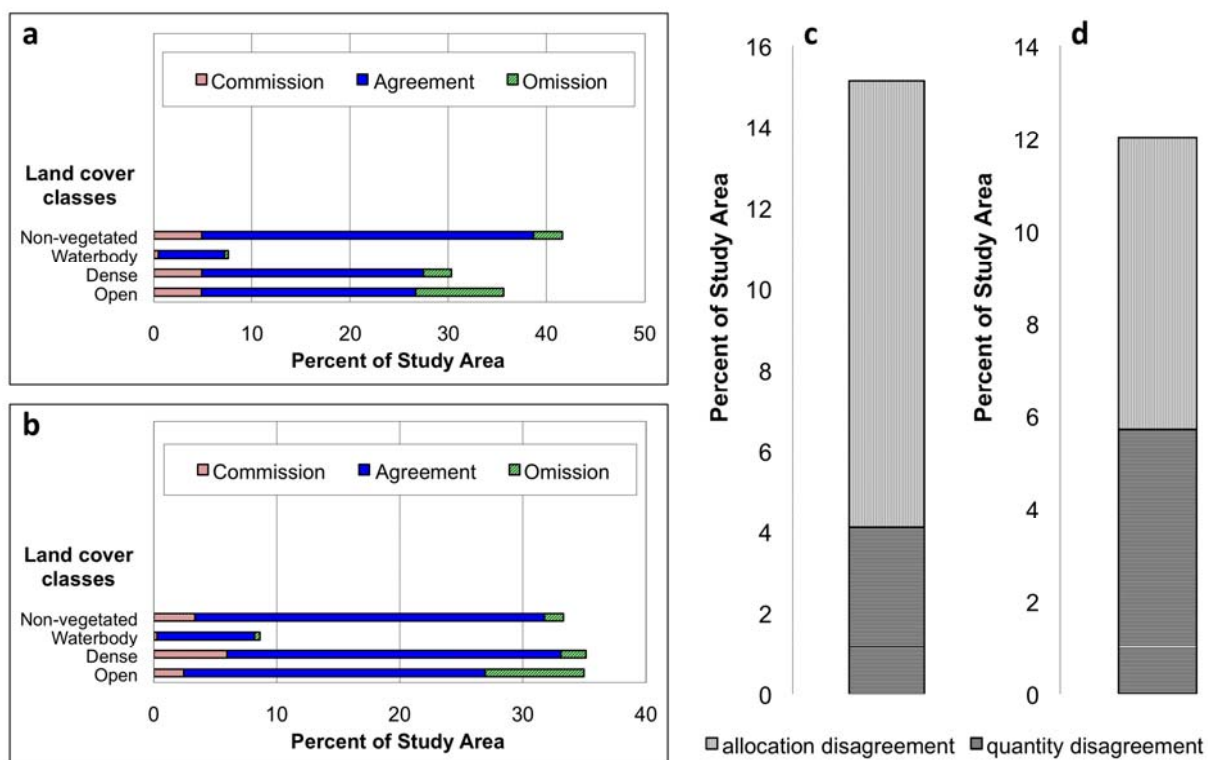 a
Commission Agreement Omission
Land cover
classes
Non-vegetated
Waterbody
Dense
Open
0 10 20 30 40 50
Percent of Study Area
b
Commission Agreement Omission
Land cover
classes
Non-vegetated
Waterbody
Dense
Open
0 10 20 30 40
Percent of Study Area
c
Percent of Study Area
16
14
12
10
8
6
4
2
0
d
Percent of Study Area
14
12
10
8
6
4
2
0
allocation disagreement quantity disagreement